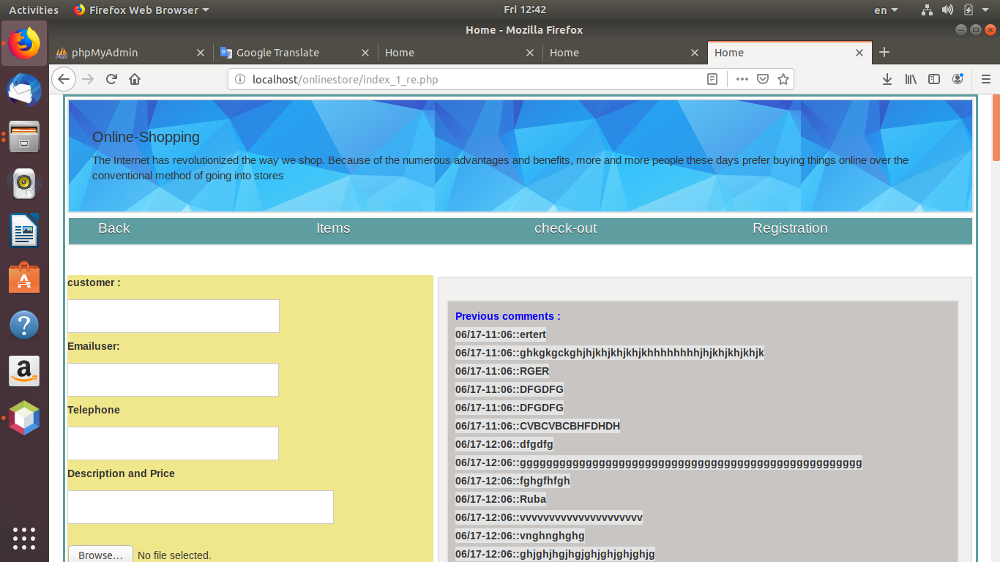 Activities Firefox Web Browser Fri 12:42 en
Home - Mozilla Firefox
phpMyAdmin Google Translate Home Home Home
localhost/onlinestore/index_1_re.php
Online-Shopping
The Internet has revolutionized the way we shop. Because of the numerous advantages and benefits, more and more people these days prefer buying things online over the
conventional method of going into stores
Back Items check-out Registration
customer :
Emailuser:
Telephone
Description and Price
Browse... No file selected.
Previous comments :
06/17-11:06::ertert
06/17-11:06::ghkgkgckghjhjkhjkhjkhjkhhhhhhhhjhjkhjkhjkhjk
06/17-11:06::RGER
06/17-11:06::DFGDFG
06/17-11:06::DFGDFG
06/17-11:06::CVBCVBCBHFDHDH
06/17-12:06::dfgdfg
06/17-12:06::gggggggggggggggggggggggggggggggggggggggggggggggggggg
06/17-12:06::fghgfhfgh
06/17-12:06::Ruba
06/17-12:06::vvvvvvvvvvvvvvvvvvvvv
06/17-12:06::vnghnghghg
06/17-12:06::ghjghjhgjhgjghjghjghjghjg